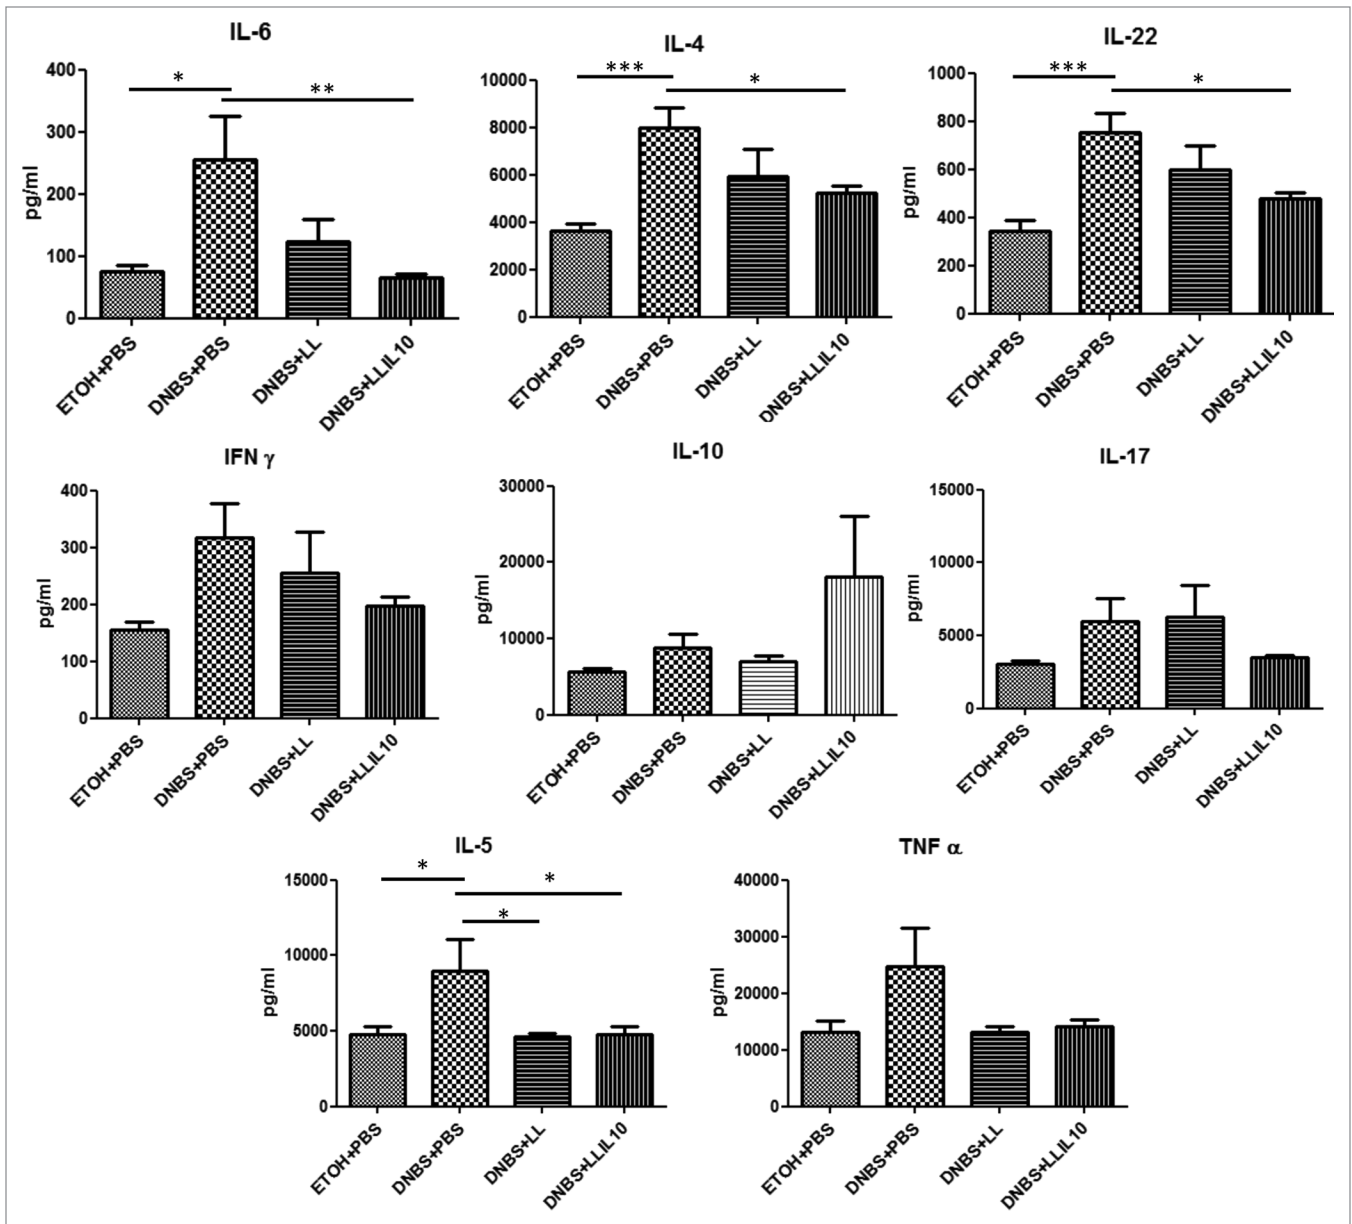 IL-6
*
**
400
300
200
100
0
pg/ml
ETOH+PBS
DNBS+PBS
DNBS+LL
DNBS+LLIL10
IL-4
***
*
10000
8000
6000
4000
2000
0
pg/ml
ETOH+PBS
DNBS+PBS
DNBS+LL
DNBS+LLIL10
IL-22
***
*
1000
800
600
400
200
0
pg/ml
ETOH+PBS
DNBS+PBS
DNBS+LL
DNBS+LLIL10
IFN γ
400
300
200
100
0
pg/ml
ETOH+PBS
DNBS+PBS
DNBS+LL
DNBS+LLIL10
IL-10
30000
20000
10000
0
pg/ml
ETOH+PBS
DNBS+PBS
DNBS+LL
DNBS+LLIL10
IL-17
15000
10000
5000
0
pg/ml
ETOH+PBS
DNBS+PBS
DNBS+LL
DNBS+LLIL10
IL-5
*
*
*
15000
10000
5000
0
pg/ml
ETOH+PBS
DNBS+PBS
DNBS+LL
DNBS+LLIL10
TNF α
40000
30000
20000
10000
0
pg/ml
ETOH+PBS
DNBS+PBS
DNBS+LL
DNBS+LLIL10